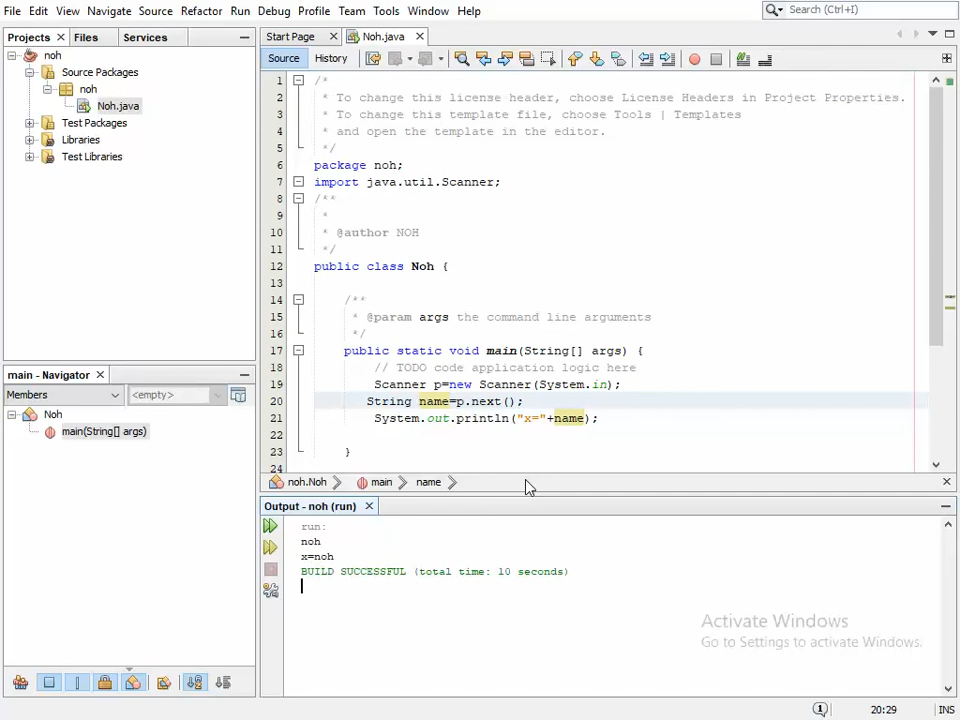 File Edit View Navigate Source Refactor Run Debug Profile Team Tools Window Help
Search (Ctrl+I)
Projects Files Services
noh
Source Packages
noh
Noh.java
Test Packages
Libraries
Test Libraries
main - Navigator
Members <empty>
Noh
main(String[] args)
Start Page Noh.java
Source History
1 /*
2 * To change this license header, choose License Headers in Project Properties.
3 * To change this template file, choose Tools | Templates
4 * and open the template in the editor.
5 */
6 package noh;
7 import java.util.Scanner;
8 /**
9 *
10 * @author NOH
11 */
12 public class Noh {
13
14 /**
15 * @param args the command line arguments
16 */
17 public static void main(String[] args) {
18 // TODO code application logic here
19 Scanner p=new Scanner(System.in);
20 String name=p.next();
21 System.out.println("x="+name);
22
23 }
24
noh.Noh main name
Output - noh (run)
run:
noh
x=noh
BUILD SUCCESSFUL (total time: 10 seconds)
Activate Windows
Go to Settings to activate Windows.
1 20:29 INS